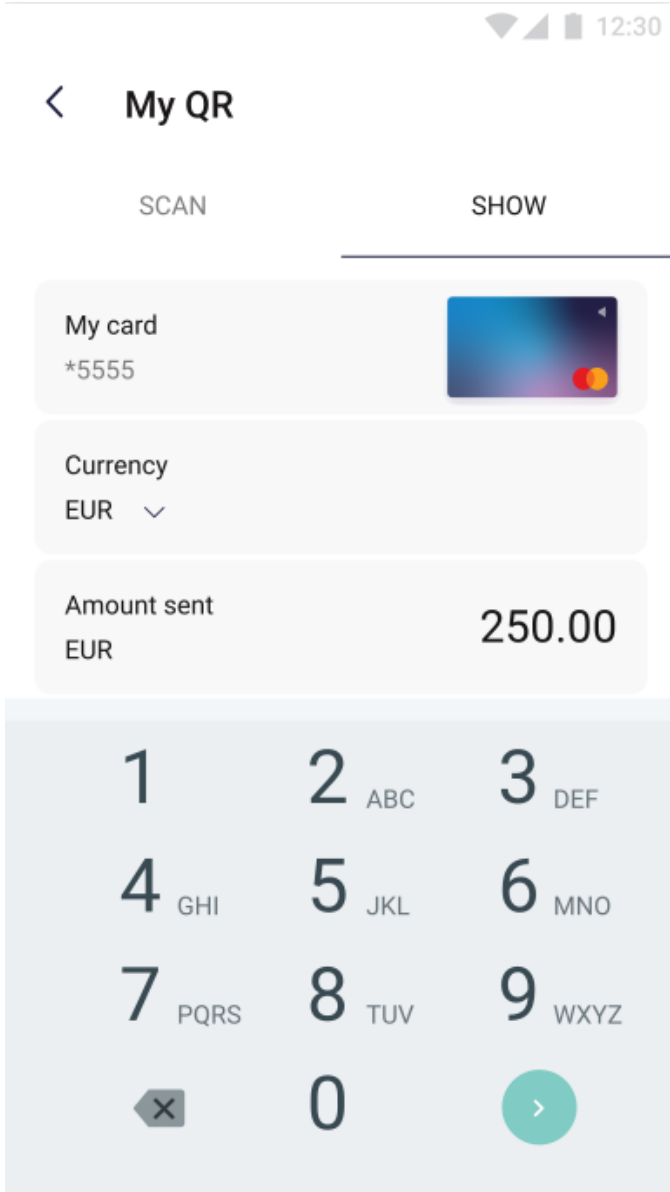 12:30
My QR
SCAN SHOW
My card
*5555
Currency
EUR
Amount sent
EUR
250.00
1 2 ABC 3 DEF
4 GHI 5 JKL 6 MNO
7 PQRS 8 TUV 9 WXYZ
0